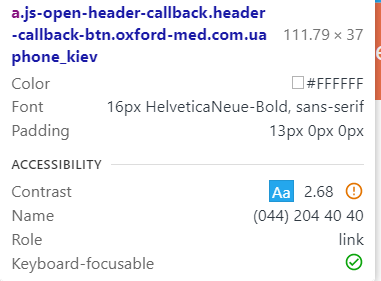 a.js-open-header-callback.header
-callback-btn.oxford-med.com.ua 111.79 × 37
phone_kiev
Color #FFFFFF
Font 16px HelveticaNeue-Bold, sans-serif
Padding 13px 0px 0px
ACCESSIBILITY
Contrast Aa 2.68
Name (044) 204 40 40
Role link
Keyboard-focusable